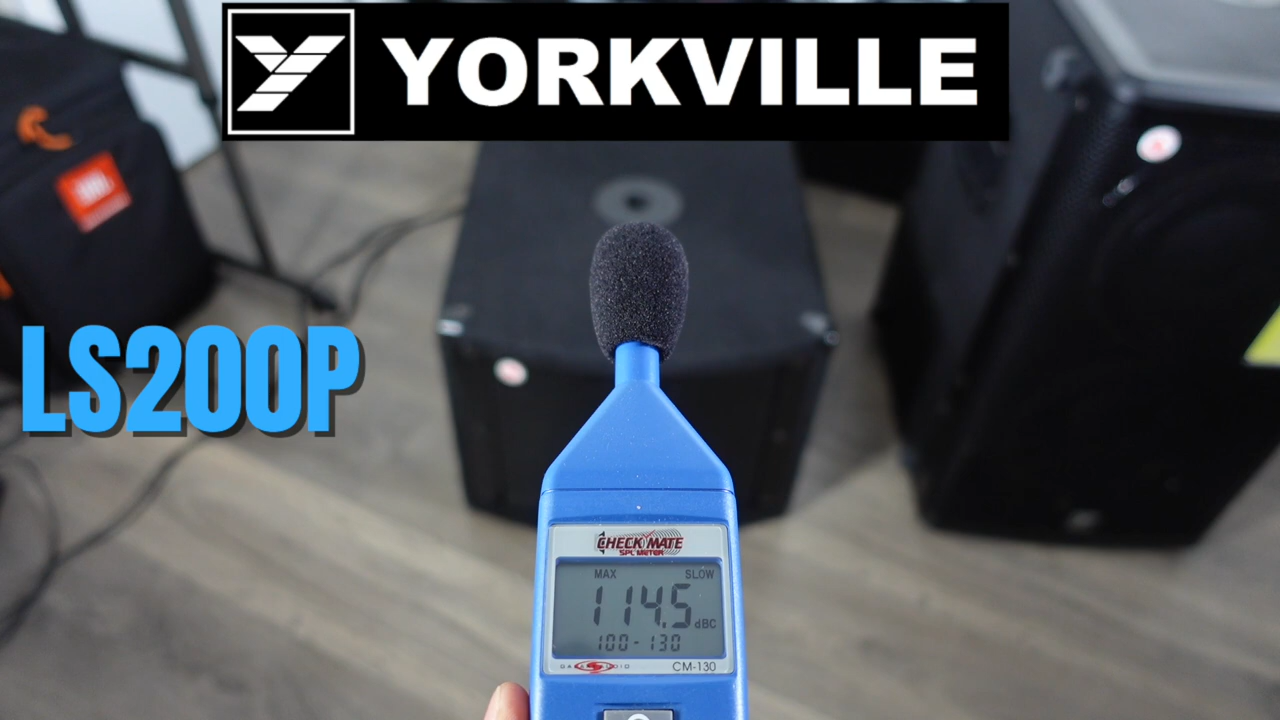 YORKVILLE
JBL
LS200P
CHECK MATE
SPL METER
MAX SLOW
114.5 dBC
100-130
CM-130